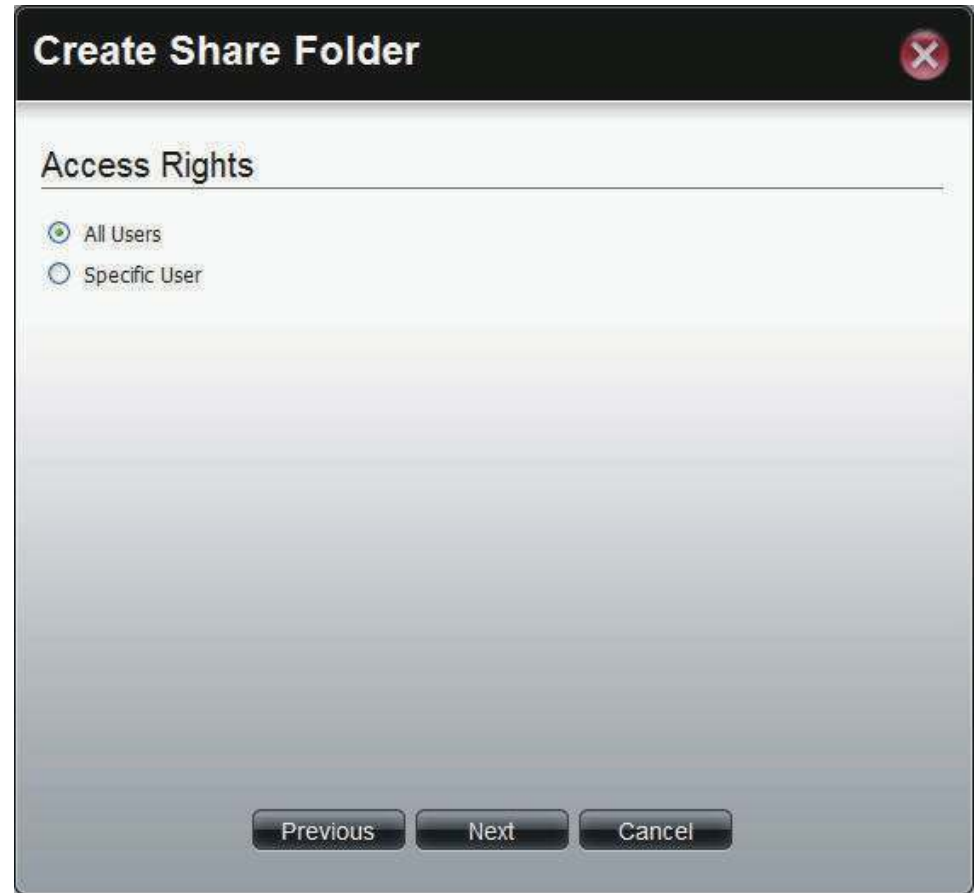 Create Share Folder
Access Rights
All Users
Specific User
Previous Next Cancel